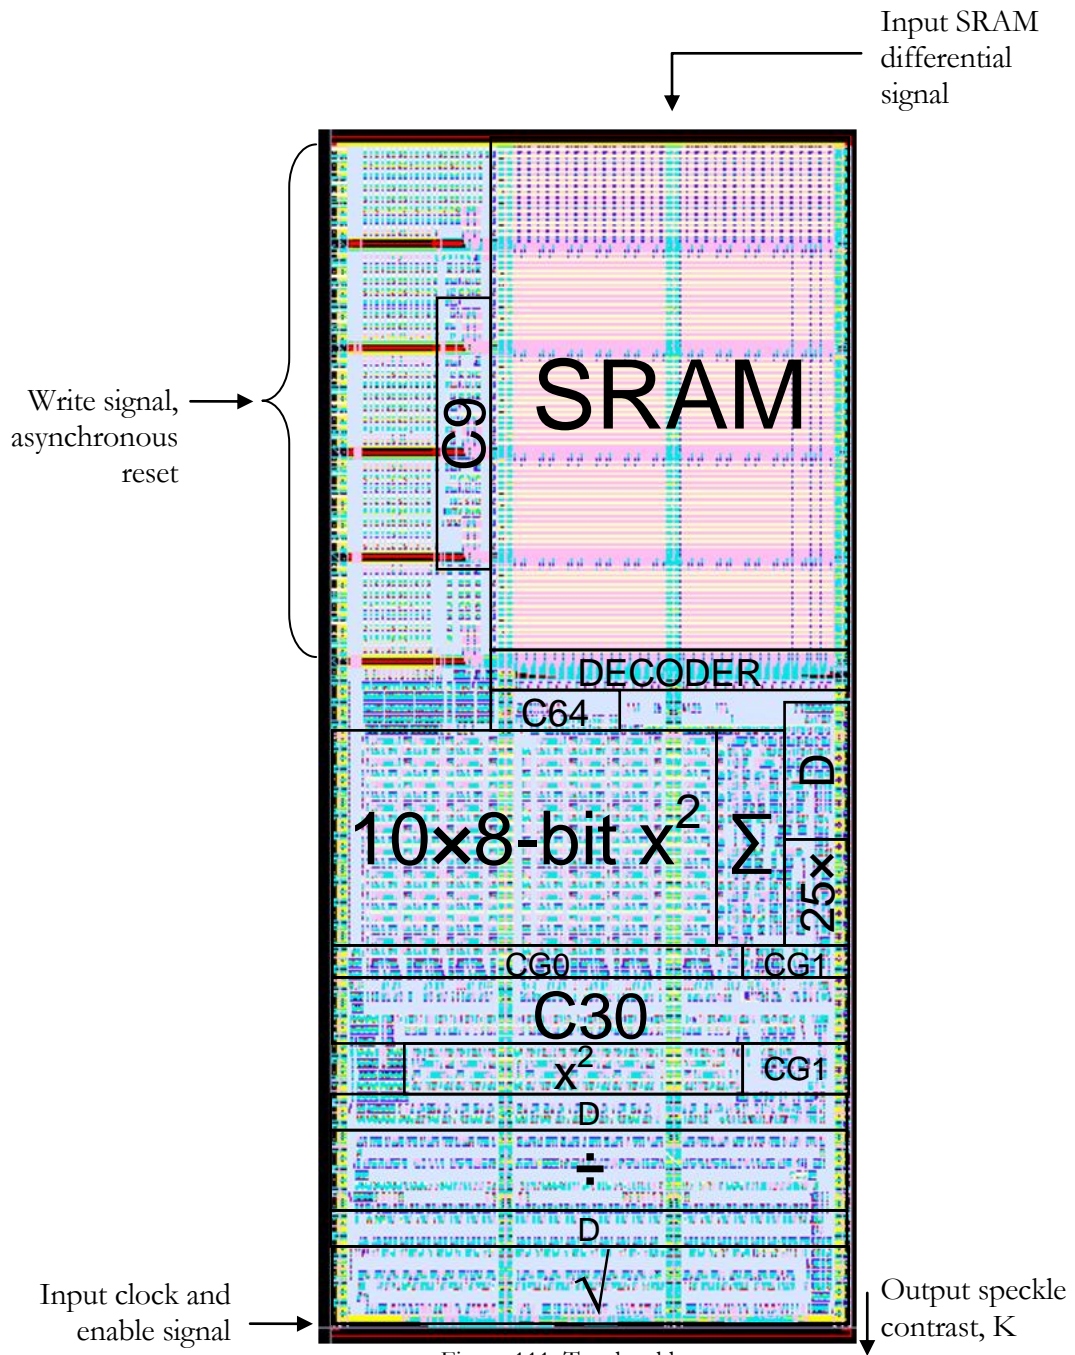 Input SRAM
differential
signal
Write signal,
asynchronous
reset
C9
SRAM
DECODER
C64
D
10×8-bit x²
Σ
25×
CG0
CG1
C30
x²
CG1
D
÷
D
√
Input clock and
enable signal
Output speckle
contrast, K